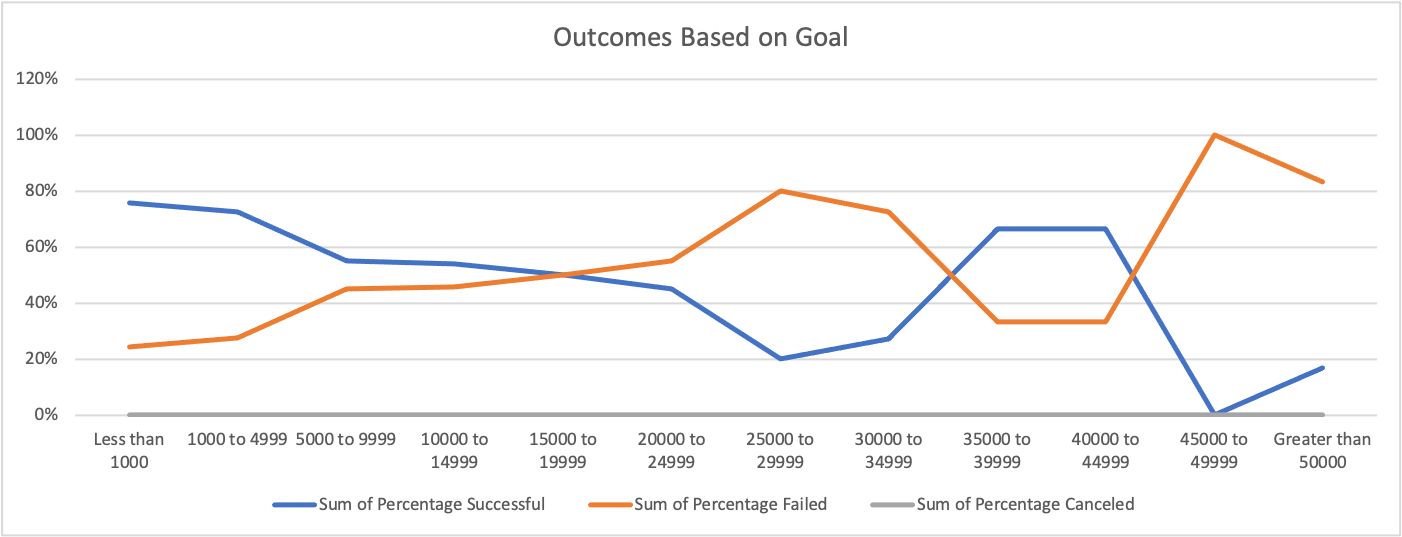 Outcomes Based on Goal
120%
100%
80%
60%
40%
20%
0%
Less than 1000 to 4999 5000 to 9999 10000 to 15000 to 20000 to 25000 to 30000 to 35000 to 40000 to 45000 to Greater than
1000 14999 19999 24999 29999 34999 39999 44999 49999 50000
Sum of Percentage Successful Sum of Percentage Failed Sum of Percentage Canceled